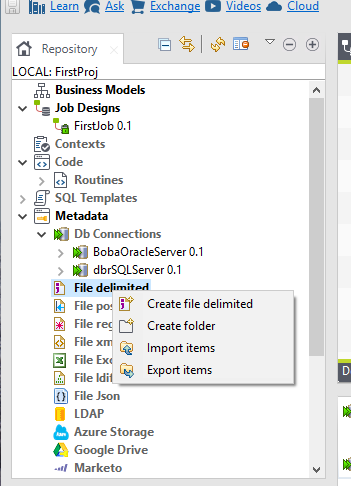 Learn Ask Exchange Videos Cloud
Repository
LOCAL: FirstProj
Business Models
Job Designs
FirstJob 0.1
Contexts
Code
Routines
SQL Templates
Metadata
Db Connections
BobaOracleServer 0.1
dbrSQLServer 0.1
File delimited
File pos
Create file delimited
File reg
Create folder
File xm
Import items
File Exc
Export items
File ldif
File Json
LDAP
Azure Storage
Google Drive
Marketo
D